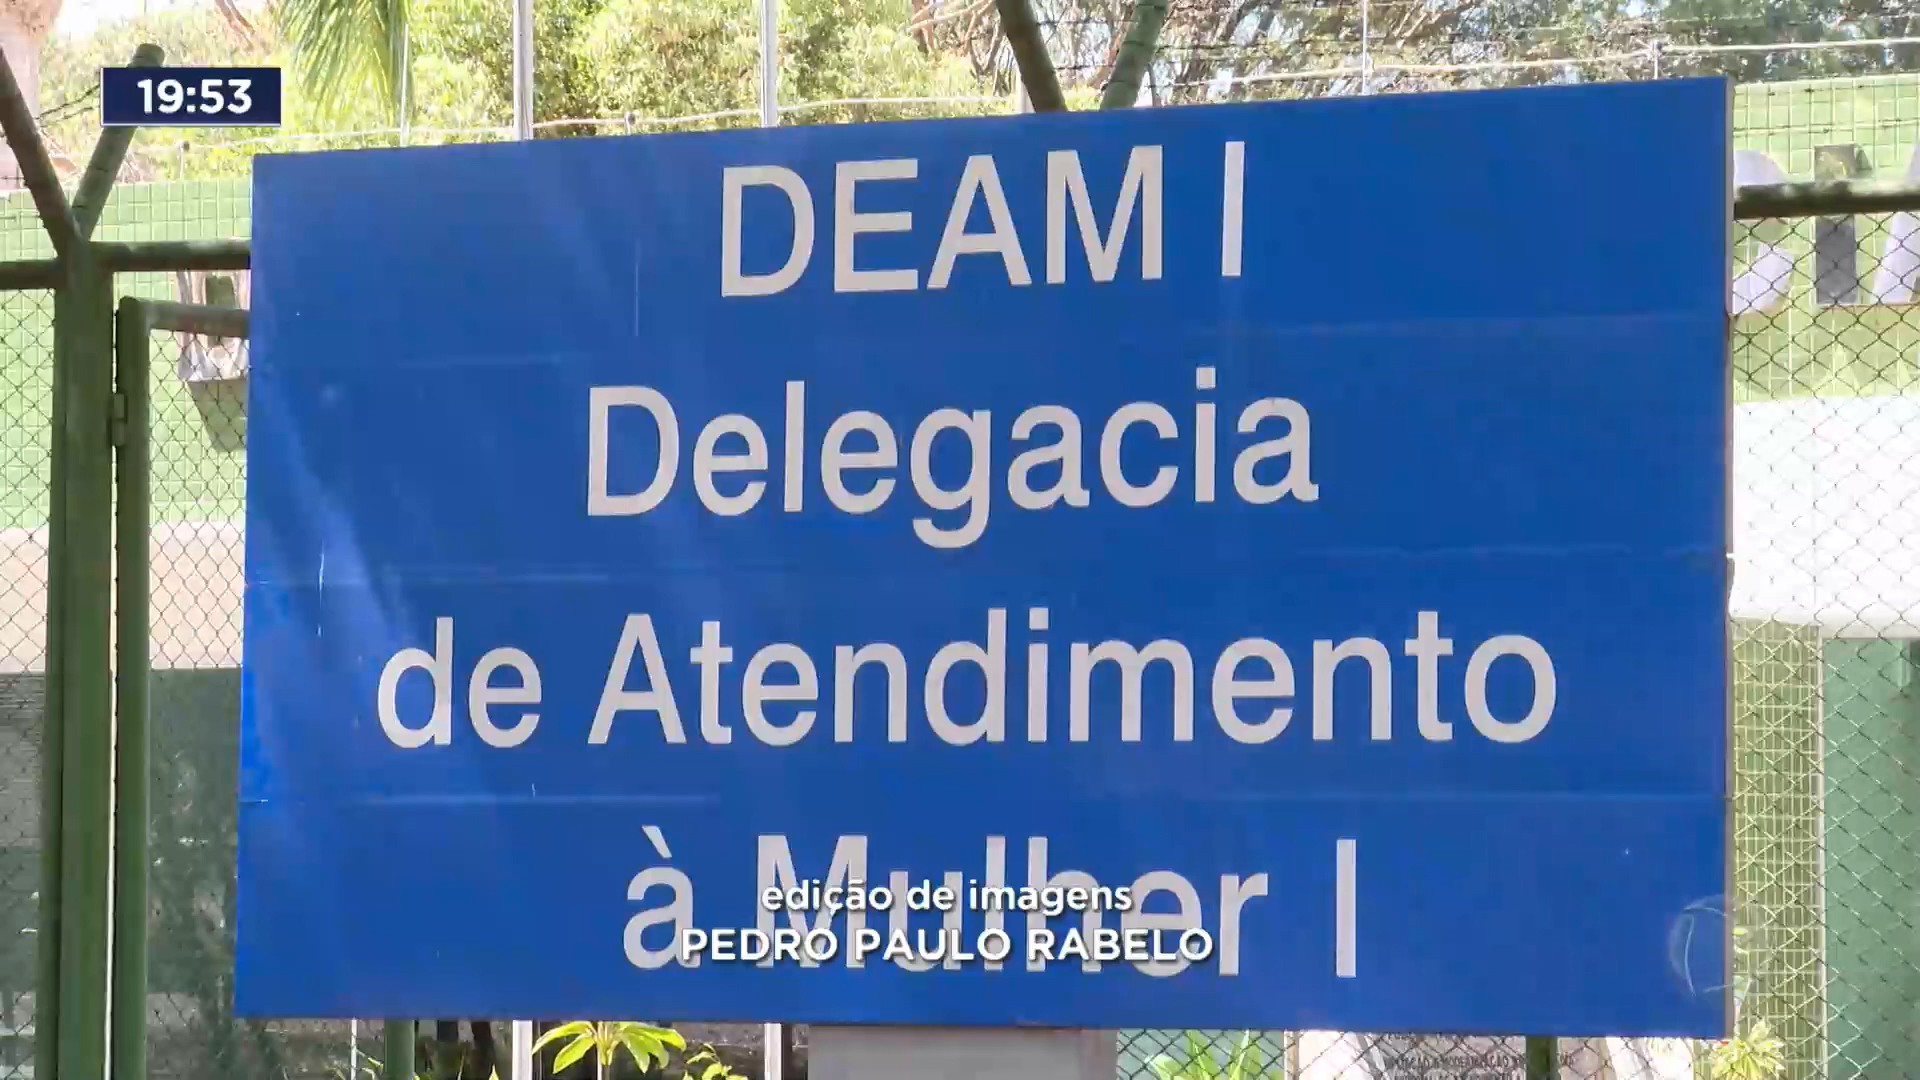 19:53
DEAM I
Delegacia
de Atendimento
à Mulher I
edição de imagens
PEDRO PAULO RABELO